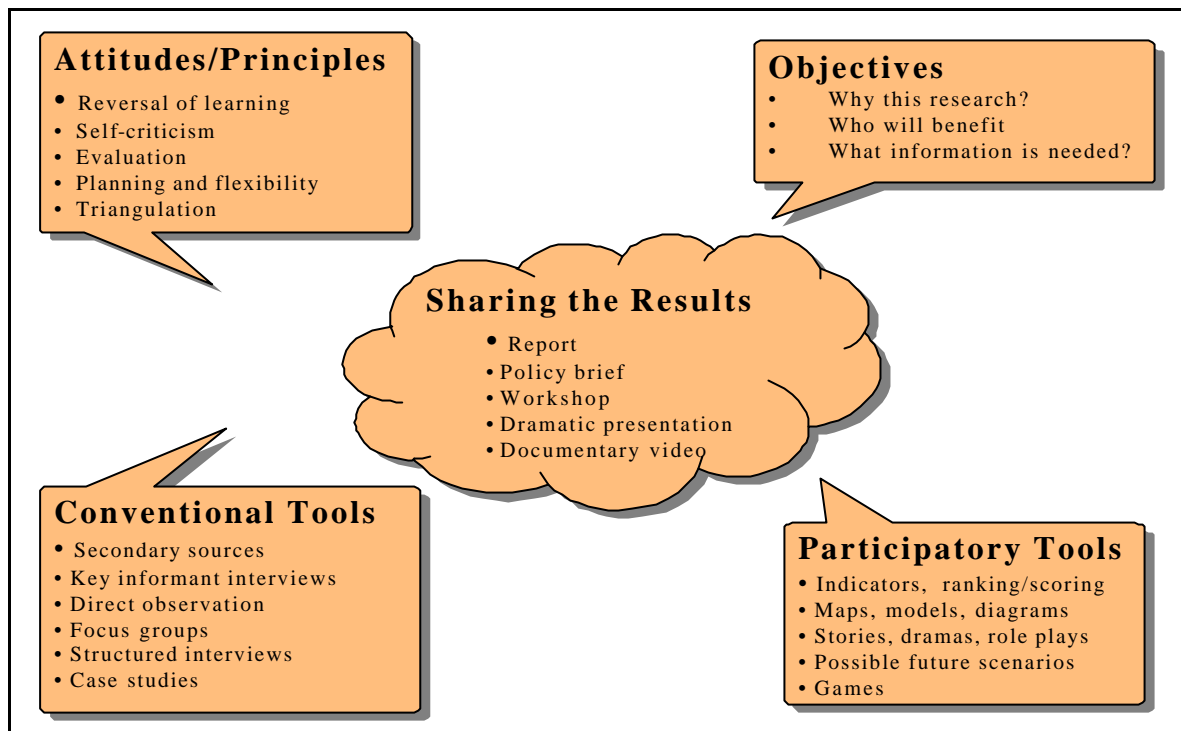 Attitudes/Principles
• Reversal of learning
• Self-criticism
• Evaluation
• Planning and flexibility
• Triangulation
Objectives
• Why this research?
• Who will benefit
• What information is needed?
Sharing the Results
• Report
• Policy brief
• Workshop
• Dramatic presentation
• Documentary video
Conventional Tools
• Secondary sources
• Key informant interviews
• Direct observation
• Focus groups
• Structured interviews
• Case studies
Participatory Tools
• Indicators, ranking/scoring
• Maps, models, diagrams
• Stories, dramas, role plays
• Possible future scenarios
• Games